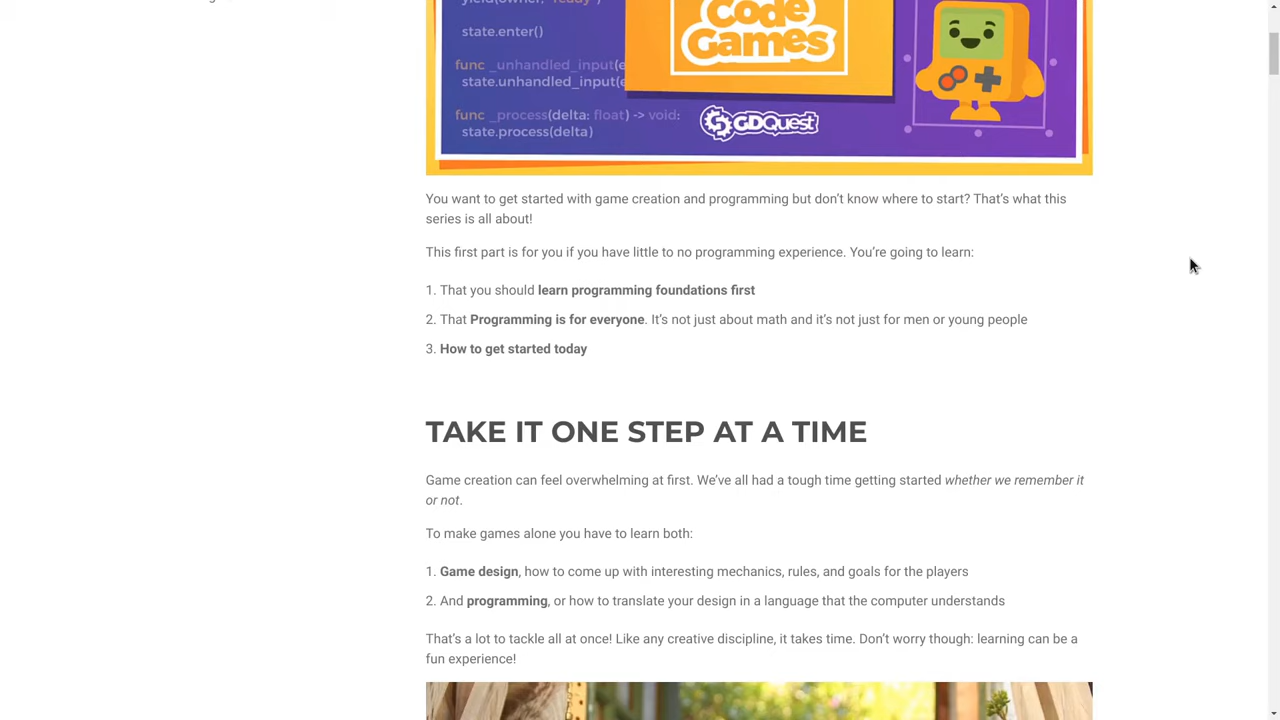 state.enter()
Code
Games
func _unhandled_input(e
state.unhandled_input(e
func _process(delta: float) -> void:
state.process(delta)
GDQuest
You want to get started with game creation and programming but don't know where to start? That's what this
series is all about!
This first part is for you if you have little to no programming experience. You're going to learn:
1. That you should learn programming foundations first
2. That Programming is for everyone. It's not just about math and it's not just for men or young people
3. How to get started today
TAKE IT ONE STEP AT A TIME
Game creation can feel overwhelming at first. We've all had a tough time getting started whether we remember it
or not.
To make games alone you have to learn both:
1. Game design, how to come up with interesting mechanics, rules, and goals for the players
2. And programming, or how to translate your design in a language that the computer understands
That's a lot to tackle all at once! Like any creative discipline, it takes time. Don't worry though: learning can be a
fun experience!